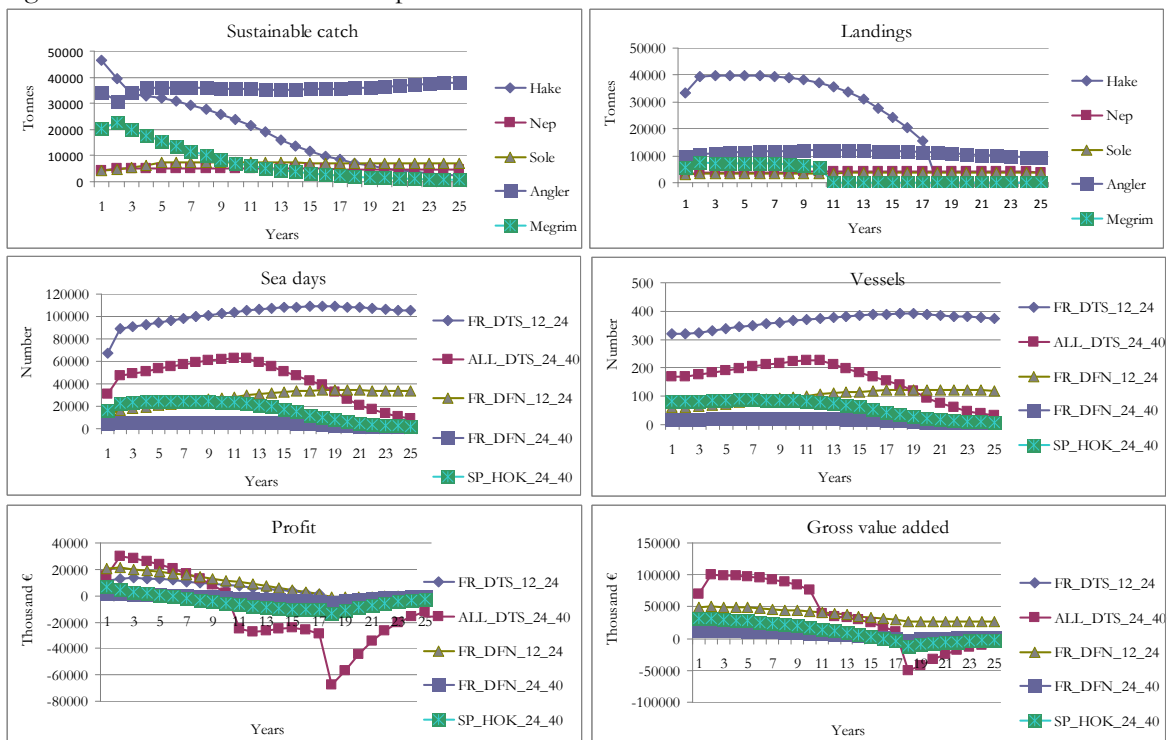 Sustainable catch
50000
40000
30000
20000
10000
0
Tonnes
1 3 5 7 9 11 13 15 17 19 21 23 25
Years
Hake
Nep
Sole
Angler
Megrim
Landings
50000
40000
30000
20000
10000
0
Tonnes
1 3 5 7 9 11 13 15 17 19 21 23 25
Years
Hake
Nep
Sole
Angler
Megrim
Sea days
120000
100000
80000
60000
40000
20000
0
Number
1 3 5 7 9 11 13 15 17 19 21 23 25
Years
FR_DTS_12_24
ALL_DTS_24_40
FR_DFN_12_24
FR_DFN_24_40
SP_HOK_24_40
Vessels
500
400
300
200
100
0
Number
1 3 5 7 9 11 13 15 17 19 21 23 25
Years
FR_DTS_12_24
ALL_DTS_24_40
FR_DFN_12_24
FR_DFN_24_40
SP_HOK_24_40
Profit
40000
20000
0
-20000
-40000
-60000
-80000
Thousand €
1 3 5 7 9 11 13 15 17 19 21 23 25
Years
FR_DTS_12_24
ALL_DTS_24_40
FR_DFN_12_24
FR_DFN_24_40
SP_HOK_24_40
Gross value added
150000
100000
50000
0
-50000
-100000
Thousand €
1 3 5 7 9 11 13 15 17 19 21 23 25
Years
FR_DTS_12_24
ALL_DTS_24_40
FR_DFN_12_24
FR_DFN_24_40
SP_HOK_24_40